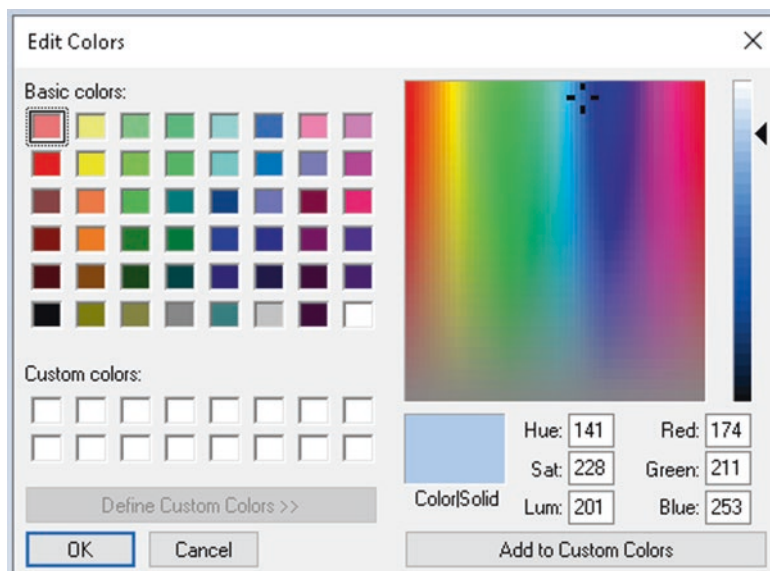 Edit Colors
Basic colors:
Custom colors:
Define Custom Colors >>
OK Cancel
Color|Solid
Hue: 141 Red: 174
Sat: 228 Green: 211
Lum: 201 Blue: 253
Add to Custom Colors